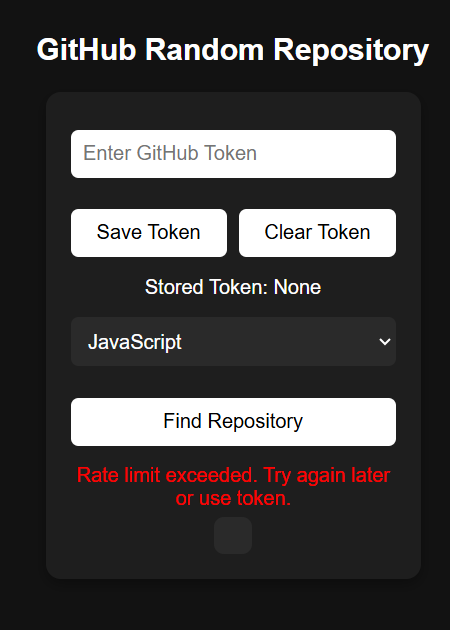 GitHub Random Repository
Enter GitHub Token
Save Token
Clear Token
Stored Token: None
JavaScript
Find Repository
Rate limit exceeded. Try again later
or use token.